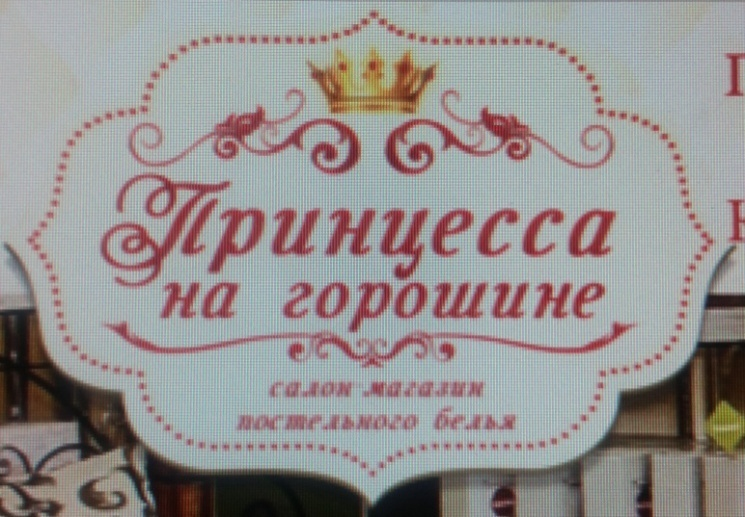 Принцесса
на горошине
салон-магазин
постельного белья